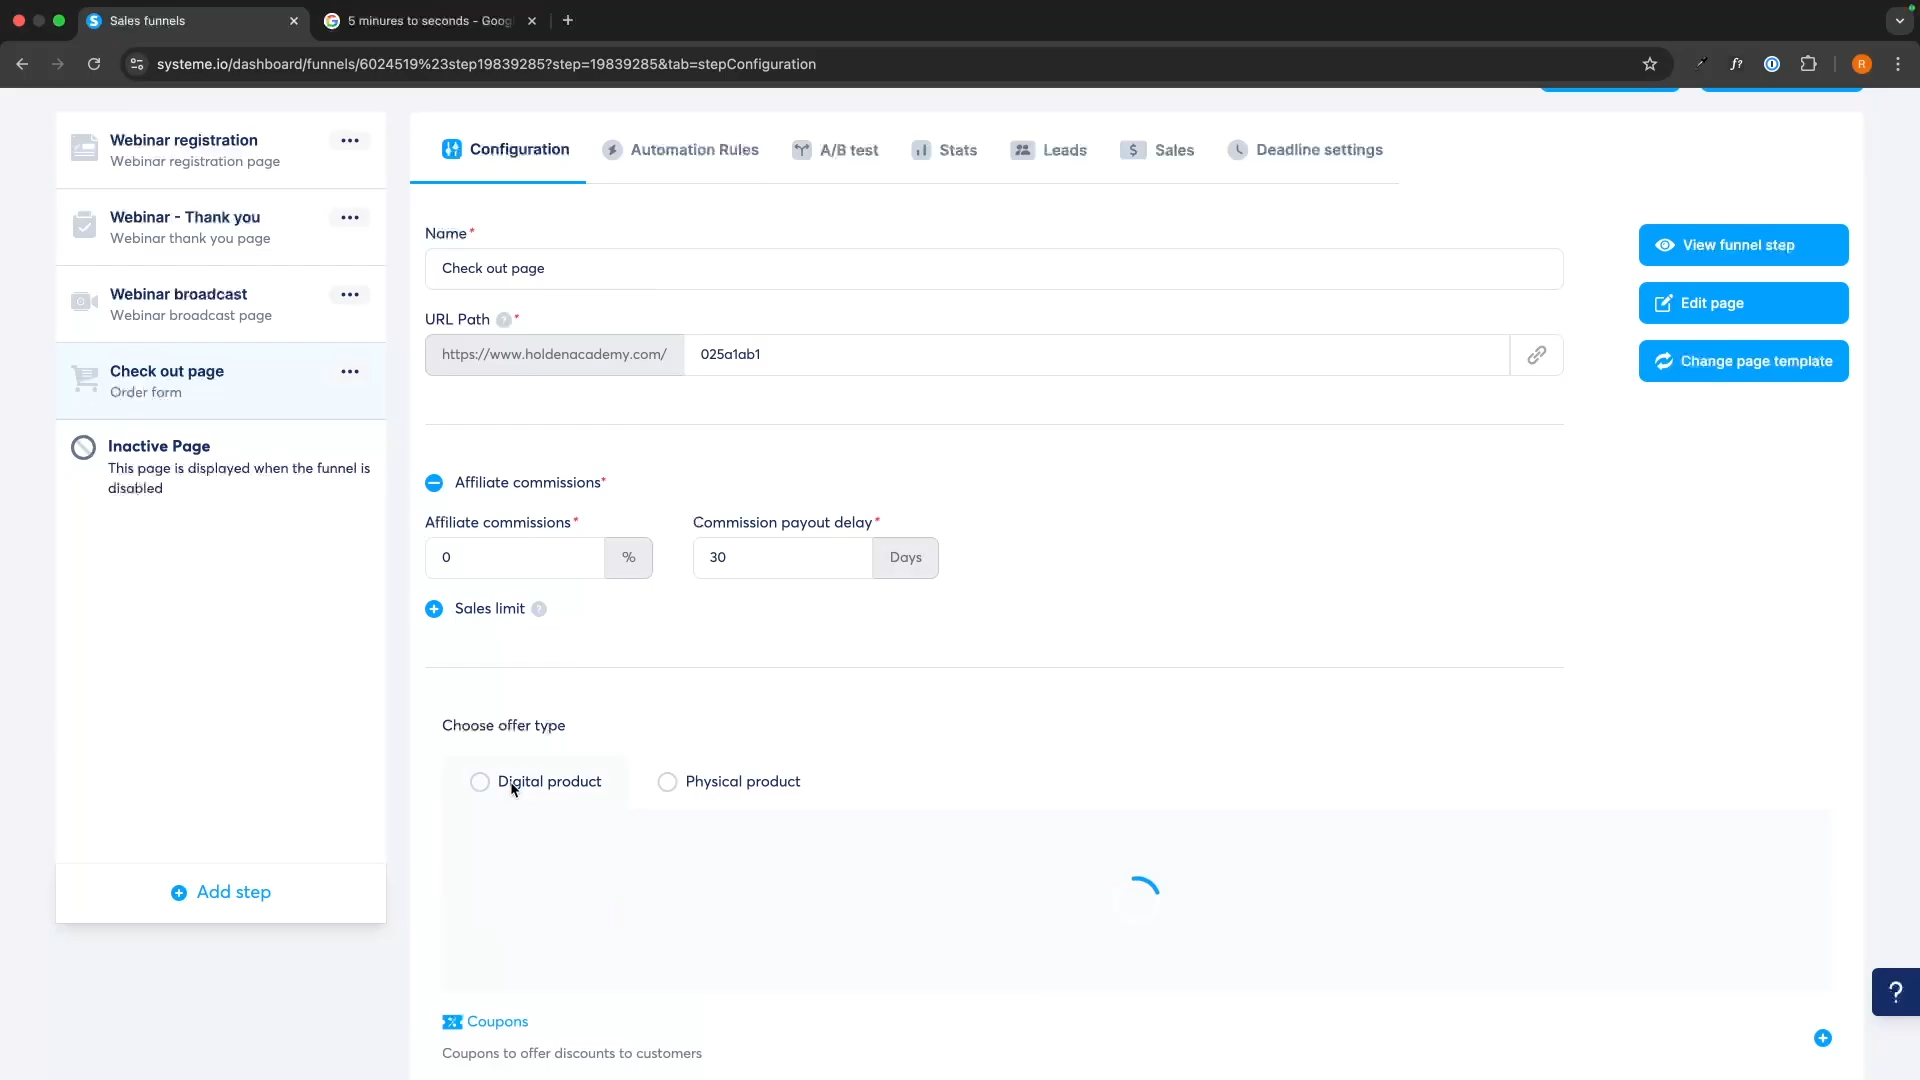 Sales funnels
5 minures to seconds - Goog
systeme.io/dashboard/funnels/6024519%23step19839285?step=19839285&tab=stepConfiguration
f?
R
Webinar registration
Webinar registration page
Webinar - Thank you
Webinar thank you page
Webinar broadcast
Webinar broadcast page
Check out page
Order form
Inactive Page
This page is displayed when the funnel is
disabled
Add step
Configuration
Automation Rules
A/B test
Stats
Leads
Sales
Deadline settings
Name*
Check out page
URL Path ? *
https://www.holdenacademy.com/
025a1ab1
View funnel step
Edit page
Change page template
Affiliate commissions*
Affiliate commissions*
Commission payout delay*
0
%
30
Days
Sales limit ?
Choose offer type
Digital product
Physical product
Coupons
Coupons to offer discounts to customers
?